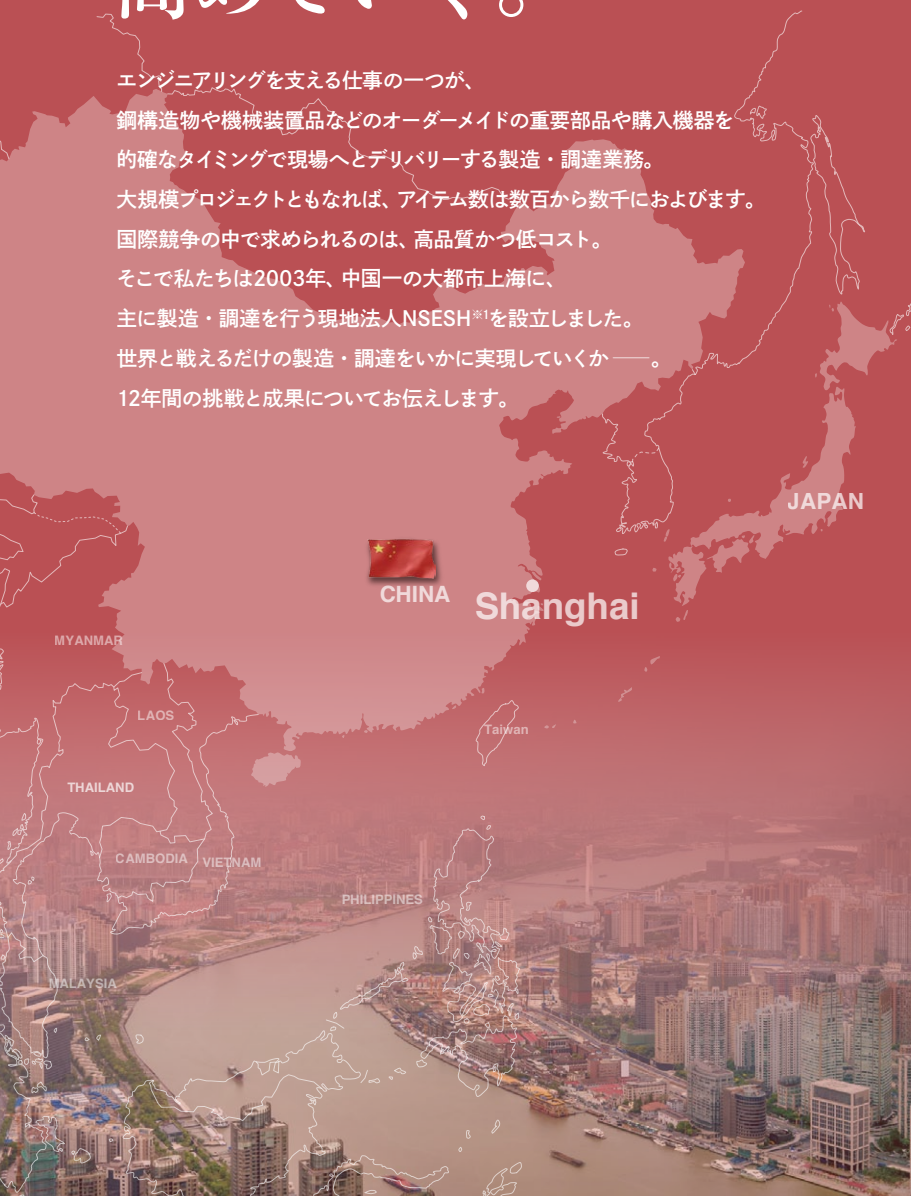 高めていく。
エンジニアリングを支える仕事の一つが、
鋼構造物や機械装置品などのオーダーメイドの重要部品や購入機器を
的確なタイミングで現場へとデリバリーする製造・調達業務。
大規模プロジェクトともなれば、アイテム数は数百から数千におよびます。
国際競争の中で求められるのは、高品質かつ低コスト。
そこで私たちは2003年、中国一の大都市上海に、
主に製造・調達を行う現地法人NSESH※1を設立しました。
世界と戦えるだけの製造・調達をいかに実現していくか ――。
12年間の挑戦と成果についてお伝えします。
JAPAN
CHINA
Shanghai
MYANMAR
LAOS
Taiwan
THAILAND
CAMBODIA
VIETNAM
PHILIPPINES
MALAYSIA